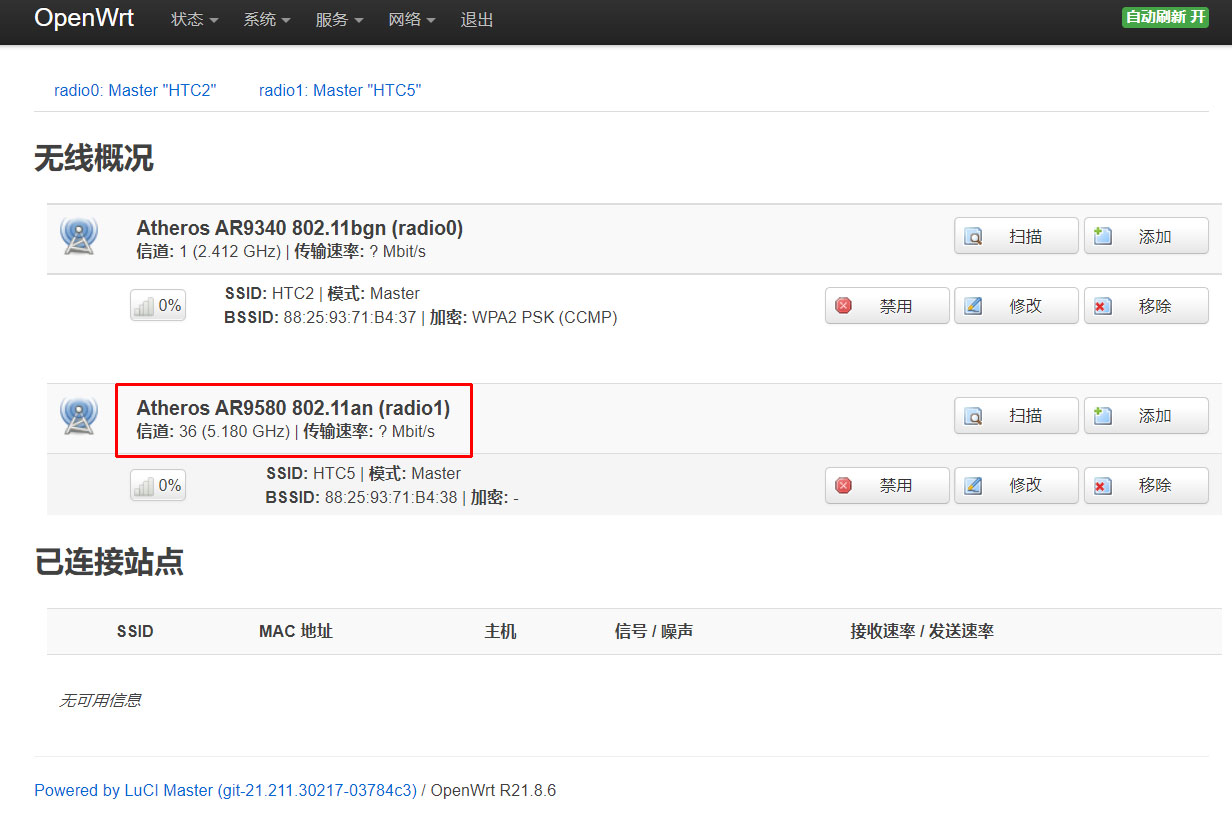 OpenWrt 状态 系统 服务 网络 退出 自动刷新 开
radio0: Master "HTC2" radio1: Master "HTC5"
无线概况
Atheros AR9340 802.11bgn (radio0)
信道: 1 (2.412 GHz) | 传输速率: ? Mbit/s
扫描 添加
0%
SSID: HTC2 | 模式: Master
BSSID: 88:25:93:71:B4:37 | 加密: WPA2 PSK (CCMP)
禁用 修改 移除
Atheros AR9580 802.11an (radio1)
信道: 36 (5.180 GHz) | 传输速率: ? Mbit/s
扫描 添加
0%
SSID: HTC5 | 模式: Master
BSSID: 88:25:93:71:B4:38 | 加密: -
禁用 修改 移除
已连接站点
SSID MAC 地址 主机 信号 / 噪声 接收速率 / 发送速率
无可用信息
Powered by LuCI Master (git-21.211.30217-03784c3) / OpenWrt R21.8.6